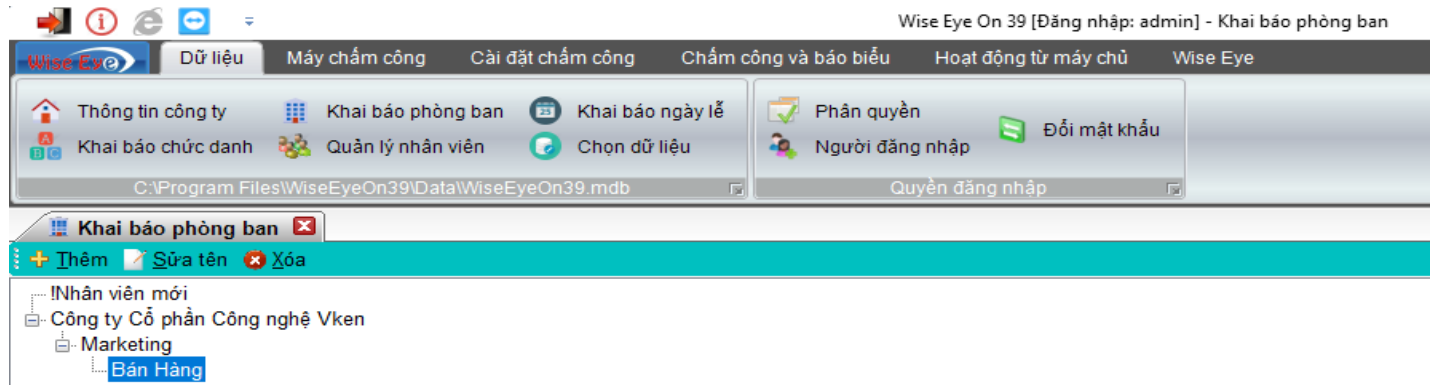 Wise Eye On 39 [Đăng nhập: admin] - Khai báo phòng ban
Wise Eye Dữ liệu Máy chấm công Cài đặt chấm công Chấm công và báo biểu Hoạt động từ máy chủ Wise Eye
Thông tin công ty Khai báo phòng ban 25 Khai báo ngày lễ Phân quyền
Đổi mật khẩu
A B C Khai báo chức danh Quản lý nhân viên Chọn dữ liệu Người đăng nhập
C:\Program Files\WiseEyeOn39\Data\WiseEyeOn39.mdb Quyền đăng nhập
Khai báo phòng ban
Thêm Sửa tên Xóa
!Nhân viên mới
Công ty Cổ phần Công nghệ Vken
Marketing
Bán Hàng